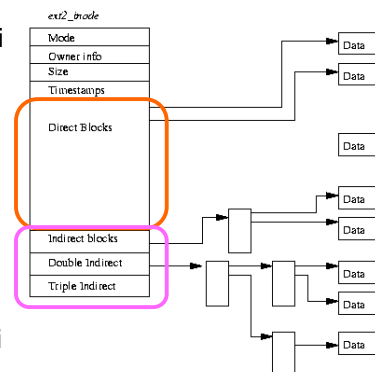 ext2_inode
i
Mode
Owner info
Size
Timestamps
Direct Blocks
Indirect blocks
Double Indirect
Triple Indirect
i
Data
Data
Data
Data
Data
Data
Data
Data